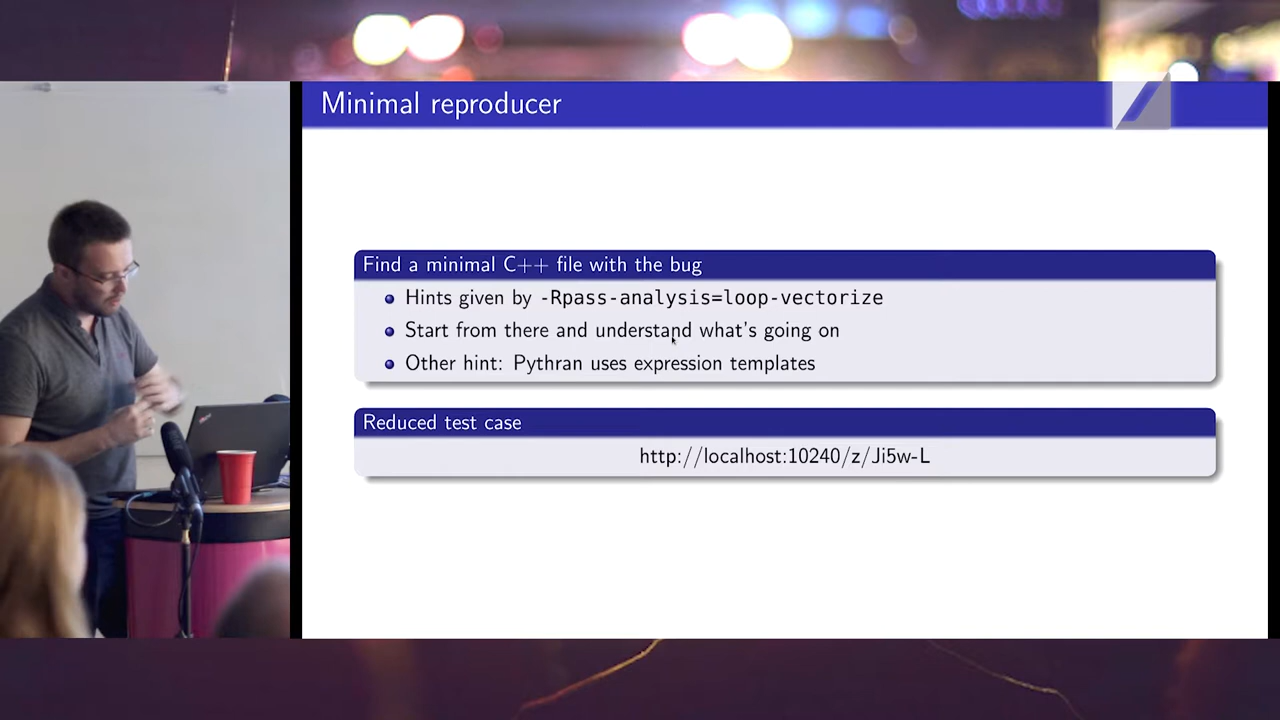 Minimal reproducer
Find a minimal C++ file with the bug
Hints given by -Rpass-analysis=loop-vectorize
Start from there and understand what's going on
Other hint: Pythran uses expression templates
Reduced test case
http://localhost:10240/z/Ji5w-L